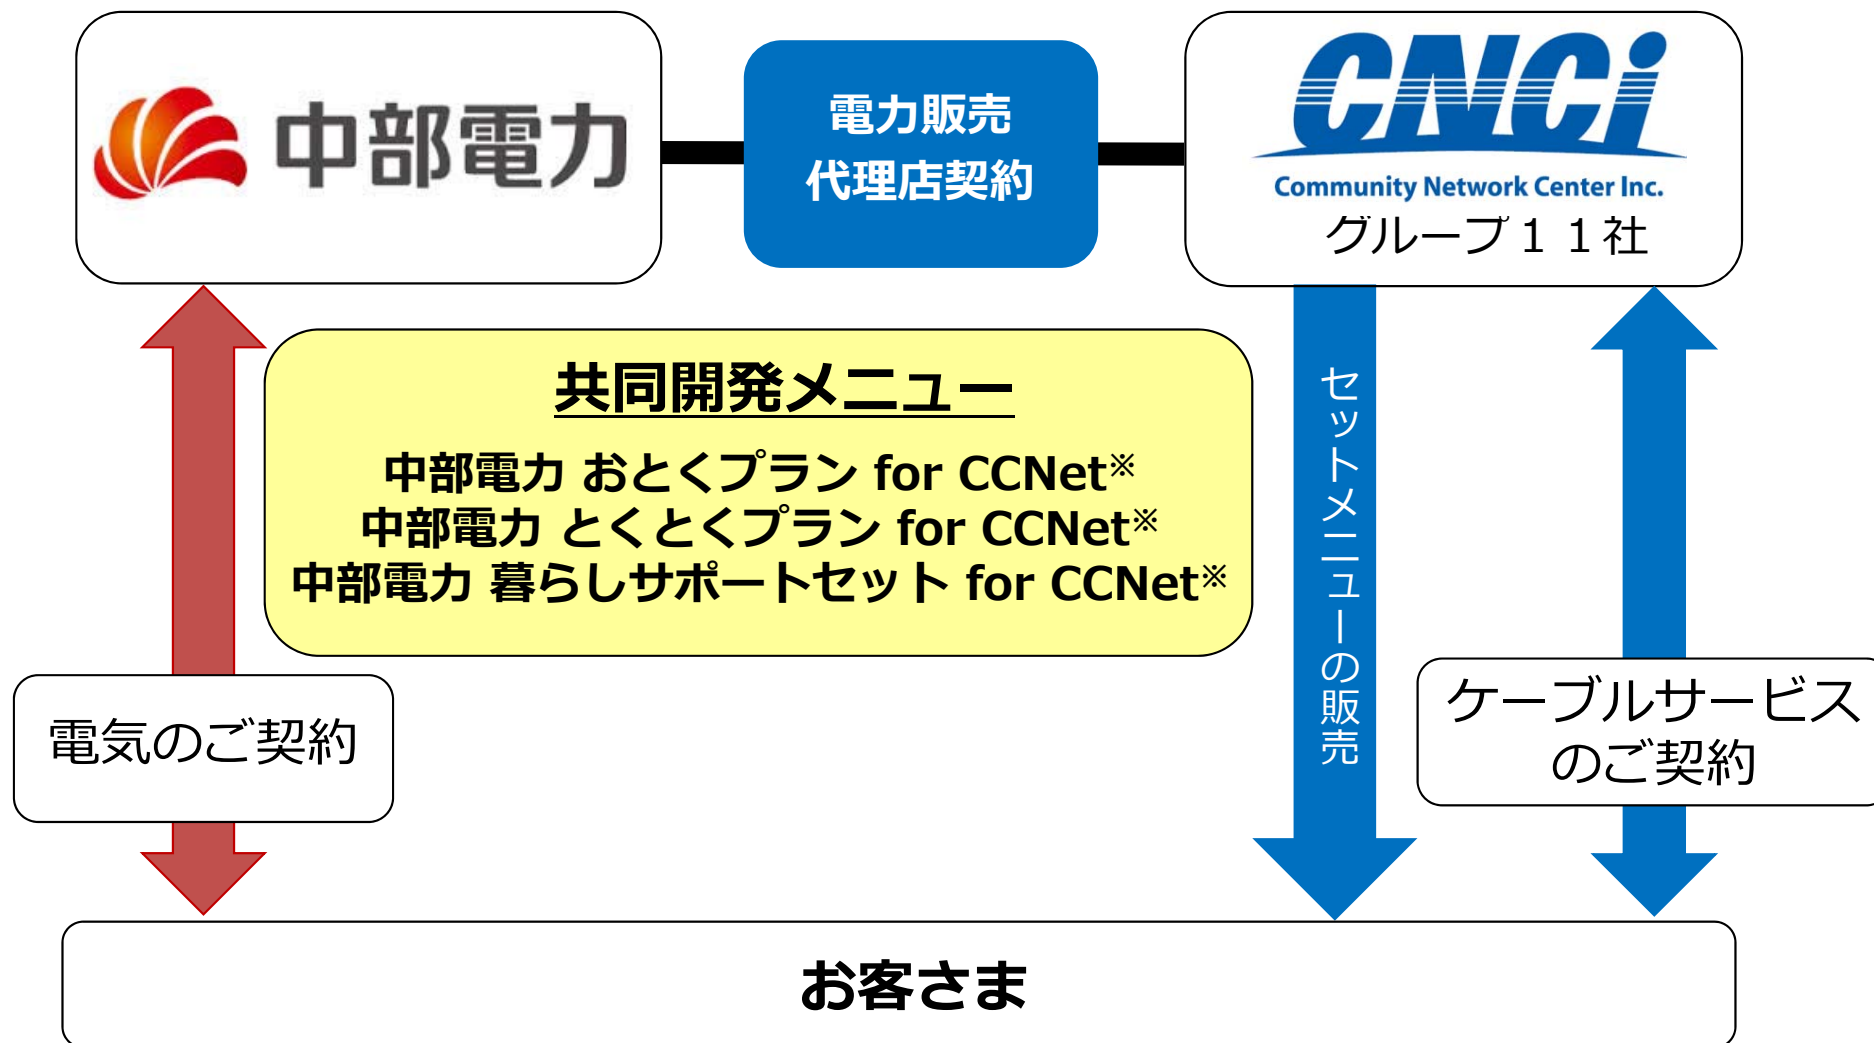 中部電力
電力販売
代理店契約
CNCi
Community Network Center Inc.
グループ１１社
共同開発メニュー
中部電力 おとくプラン for CCNet※
中部電力 とくとくプラン for CCNet※
中部電力 暮らしサポートセット for CCNet※
セットメニューの販売
電気のご契約
ケーブルサービス
のご契約
お客さま